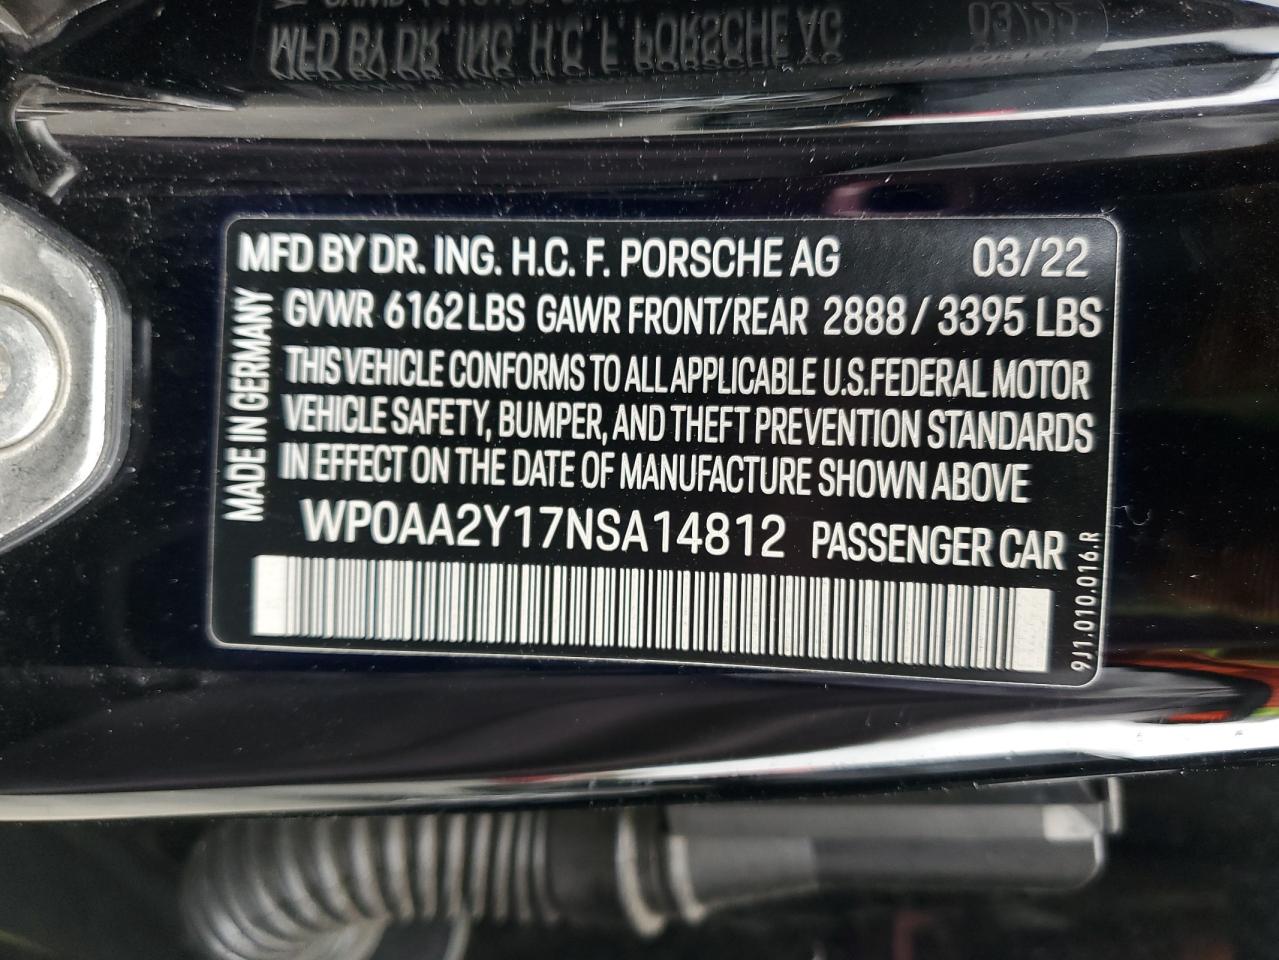 MFD BY DR. ING. H.C. F. PORSCHE AG 03/22
GVWR 6162 LBS GAWR FRONT/REAR 2888 / 3395 LBS
THIS VEHICLE CONFORMS TO ALL APPLICABLE U.S.FEDERAL MOTOR
VEHICLE SAFETY, BUMPER, AND THEFT PREVENTION STANDARDS
IN EFFECT ON THE DATE OF MANUFACTURE SHOWN ABOVE
WP0AA2Y17NSA14812 PASSENGER CAR
MADE IN GERMANY
9J1.010.016.R